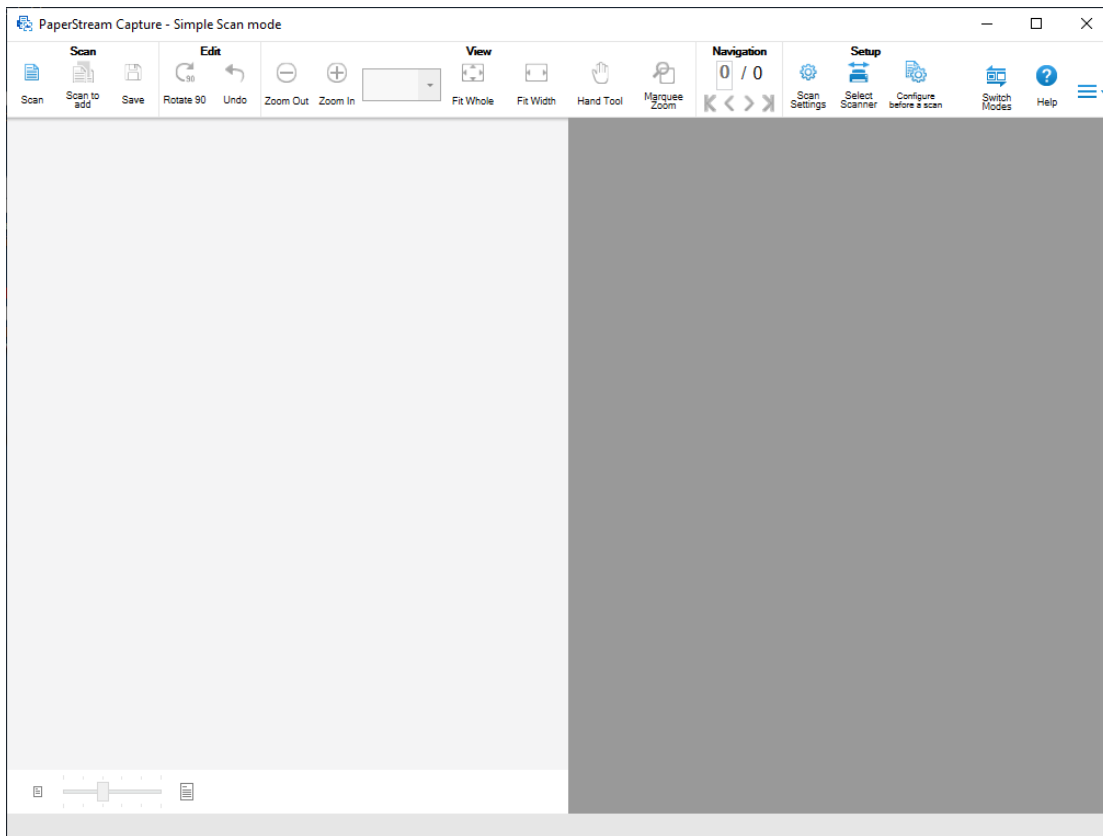 PaperStream Capture - Simple Scan mode
Scan
Edit
View
Navigation
Setup
Scan
Scan to add
Save
90
Rotate 90
Undo
Zoom Out
Zoom In
Fit Whole
Fit Width
Hand Tool
Marquee Zoom
0 / 0
Scan Settings
Select Scanner
Configure before a scan
Switch Modes
?
Help